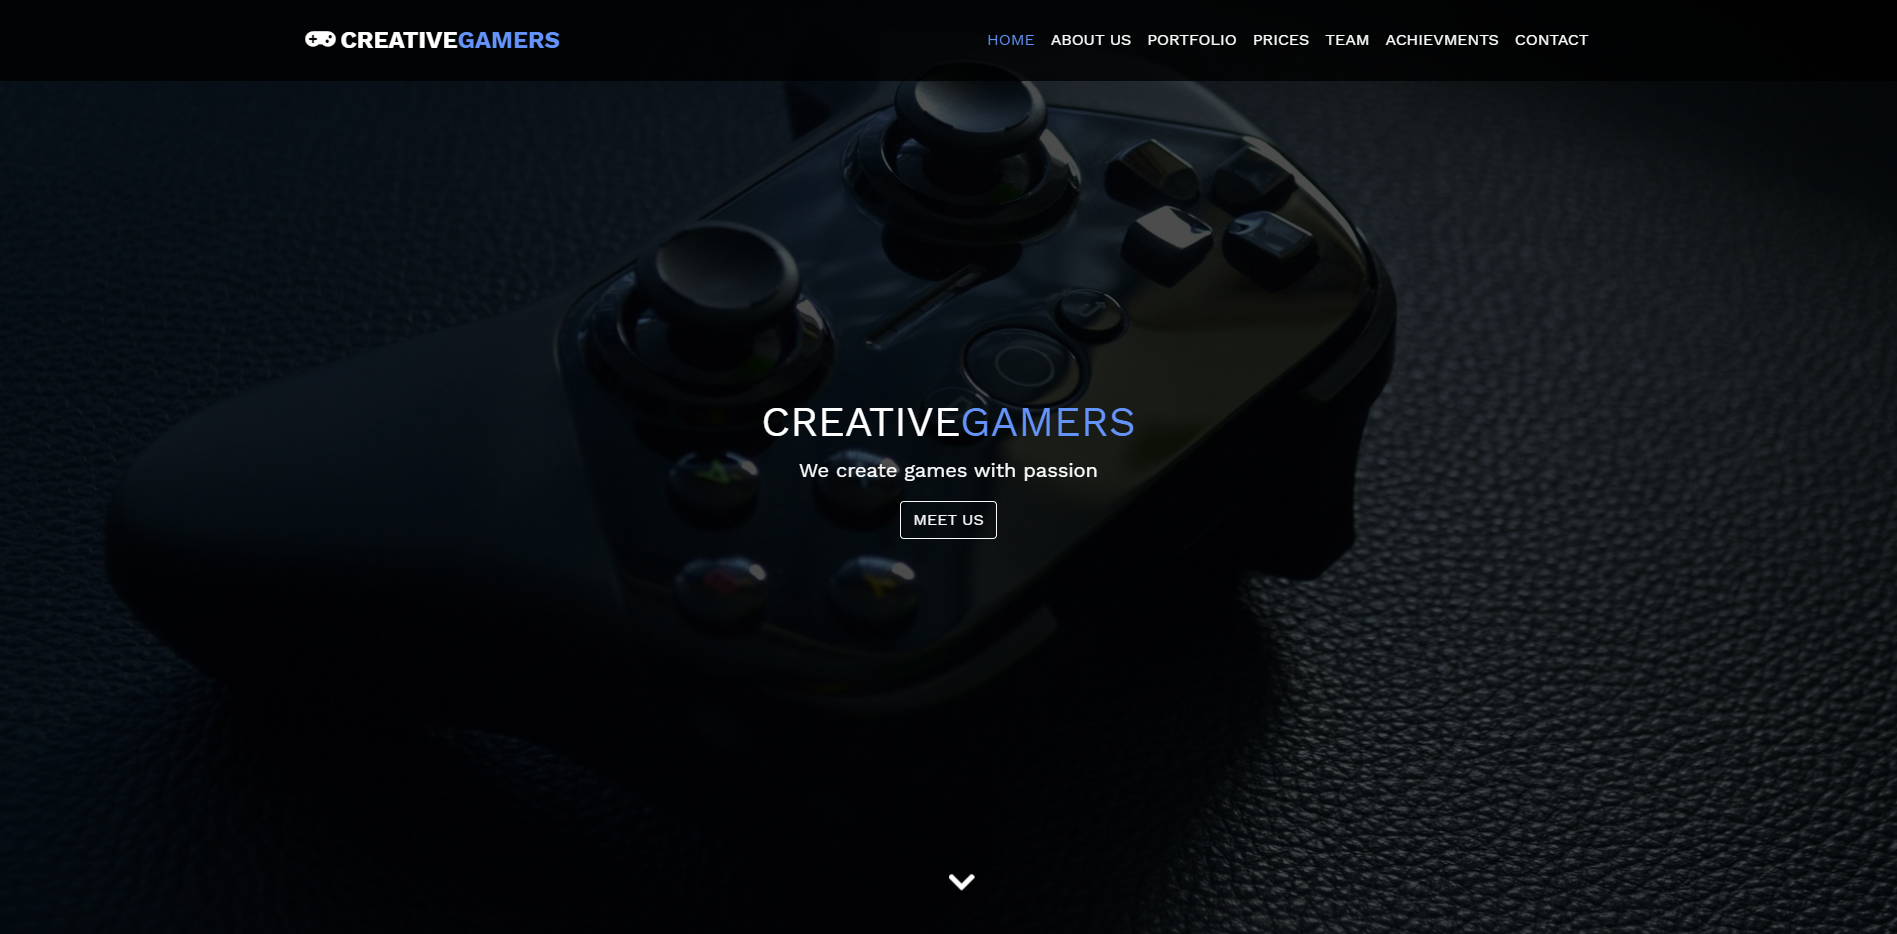 CREATIVEGAMERS
HOME ABOUT US PORTFOLIO PRICES TEAM ACHIEVMENTS CONTACT
CREATIVEGAMERS
We create games with passion
MEET US